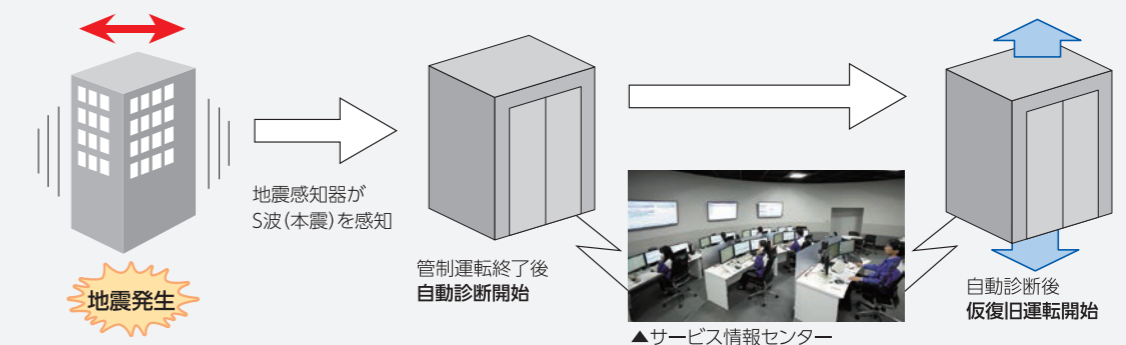 地震発生
地震感知器が
S波(本震)を感知
管制運転終了後
自動診断開始
▲サービス情報センター
自動診断後
仮復旧運転開始